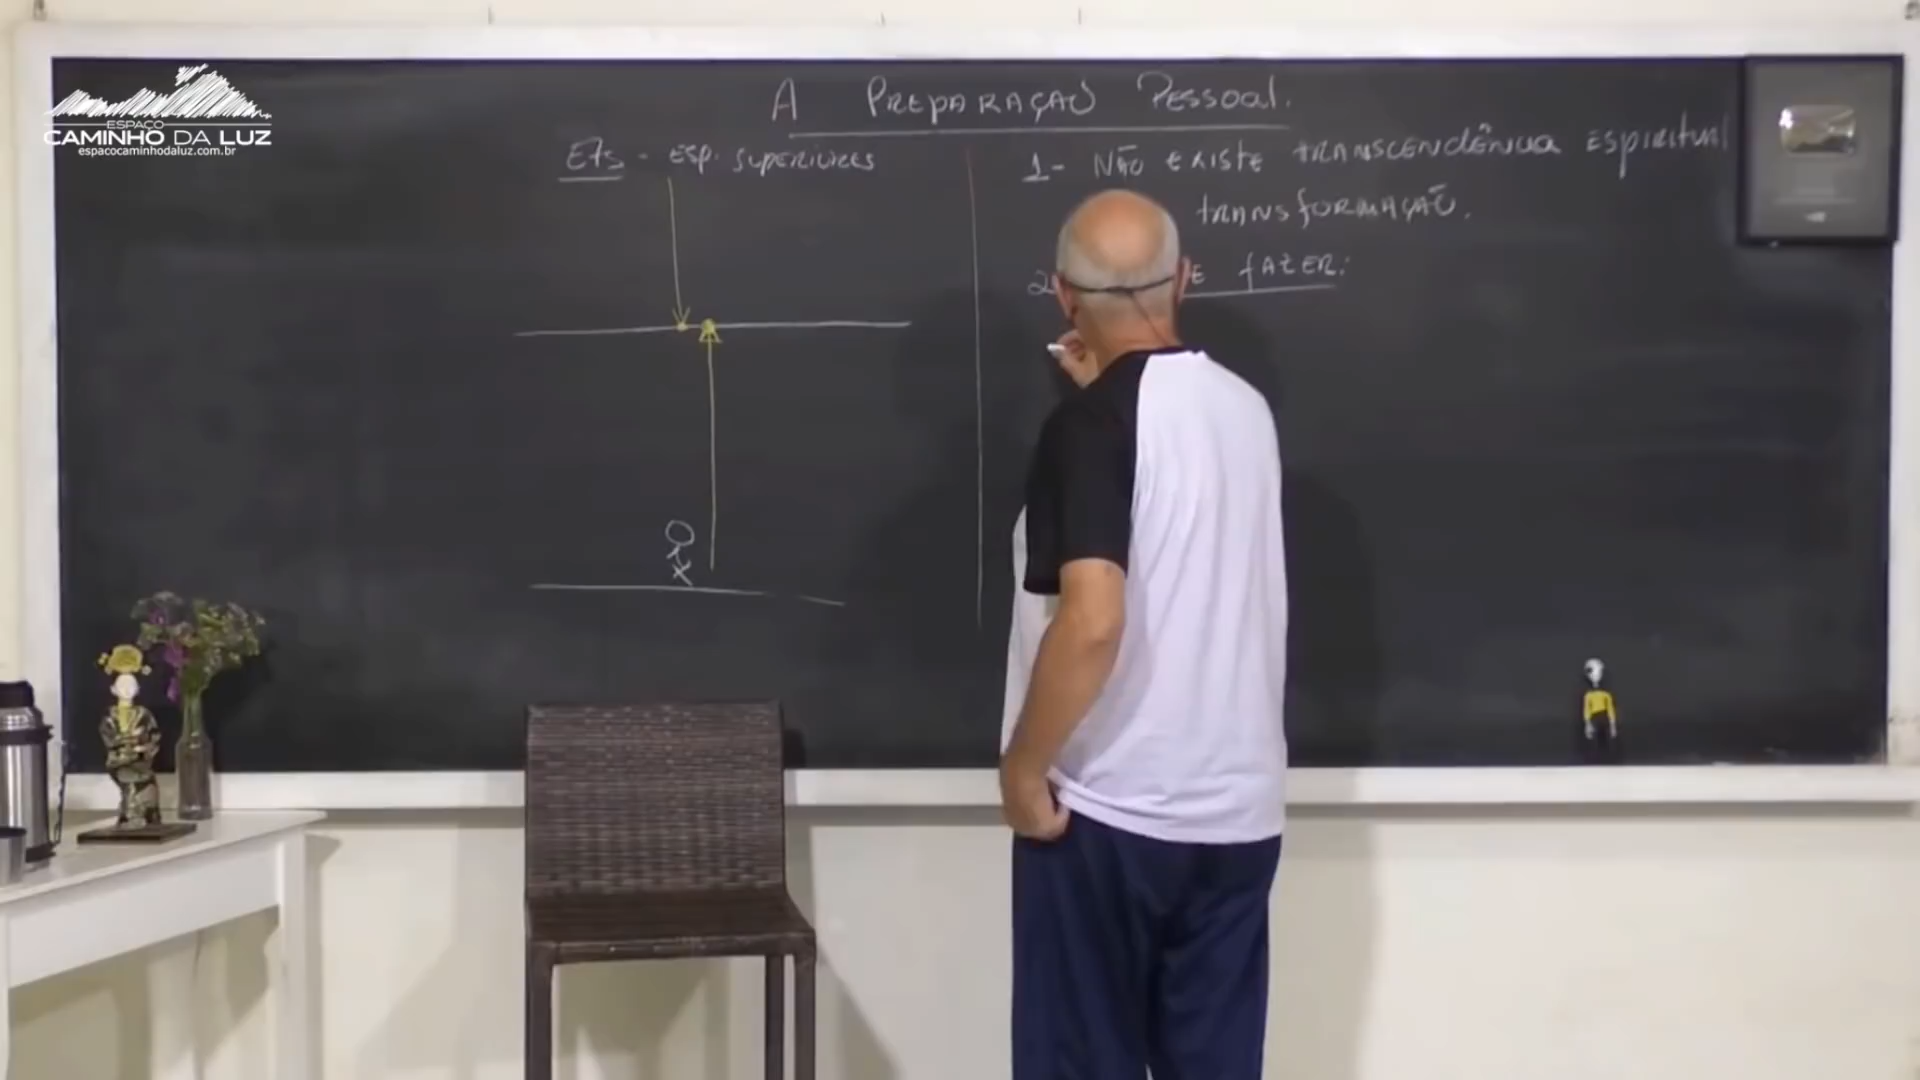 ESPAÇO
CAMINHO DA LUZ
espacocaminhodaluz.com.br
A PREPARAÇÃO PESSOAL.
ETs - ESP. SUPERIORES
1- NÃO EXISTE TRANSCENDÊNCIA ESPIRITUAL
TRANSFORMAÇÃO.
2 E FAZER: